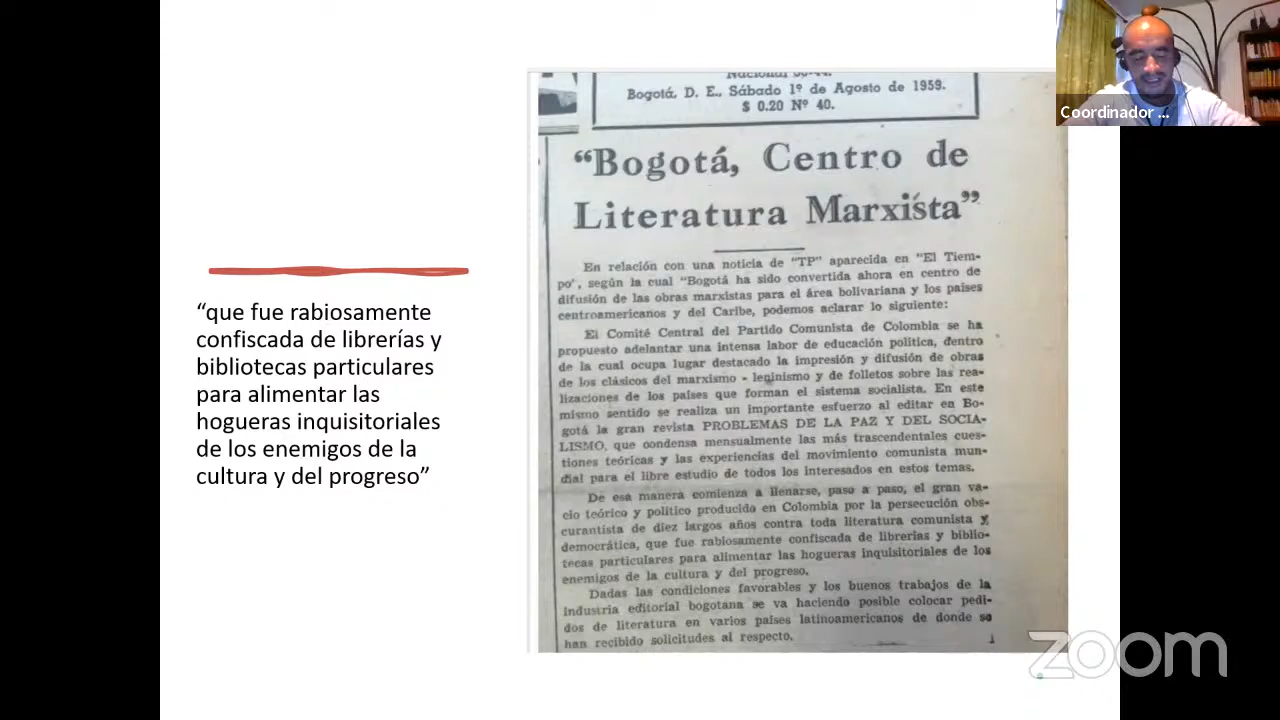 “que fue rabiosamente
confiscada de librerías y
bibliotecas particulares
para alimentar las
hogueras inquisitoriales
de los enemigos de la
cultura y del progreso”
Bogotá, D. E., Sábado 1º de Agosto de 1959.
$ 0.20 Nº 40.
“Bogotá, Centro de
Literatura Marxista”
En relación con una noticia de "TP" aparecida en "El Tiem-
po', según la cual "Bogotá ha sido convertida ahora en centro de
difusión de las obras marxistas para el área bolivariana y los países
centroamericanos y del Caribe, podemos aclarar lo siguiente:
El Comité Central del Partido Comunista de Colombia se ha
propuesto adelantar una intensa labor de educación política, dentro
de la cual ocupa lugar destacado la impresión y difusión de obras
de los clásicos del marxismo - leninismo y de folletos sobre las rea-
lizaciones de los países que forman el sistema socialista. En este
mismo sentido se realiza un importante esfuerzo al editar en Bo-
gotá la gran revista PROBLEMAS DE LA PAZ Y DEL SOCIA-
LISMO, que condensa mensualmente las más trascendentales cues-
tiones teóricas y las experiencias del movimiento comunista mun-
dial para el libre estudio de todos los interesados en estos temas.
De esa manera comienza a llenarse, paso a paso, el gran va-
cio teórico y político producido en Colombia por la persecución obs-
curantista de diez largos años contra toda literatura comunista y
democrática, que fue rabiosamente confiscada de librerías y biblio-
tecas particulares para alimentar las hogueras inquisitoriales de los
enemigos de la cultura y del progreso.
Dadas las condiciones favorables y los buenos trabajos de la
industria editorial bogotana se va haciendo posible colocar pedi-
dos de literatura en varios países latinoamericanos de donde se
han recibido solicitudes al respecto.
Coordinador ...
zoom